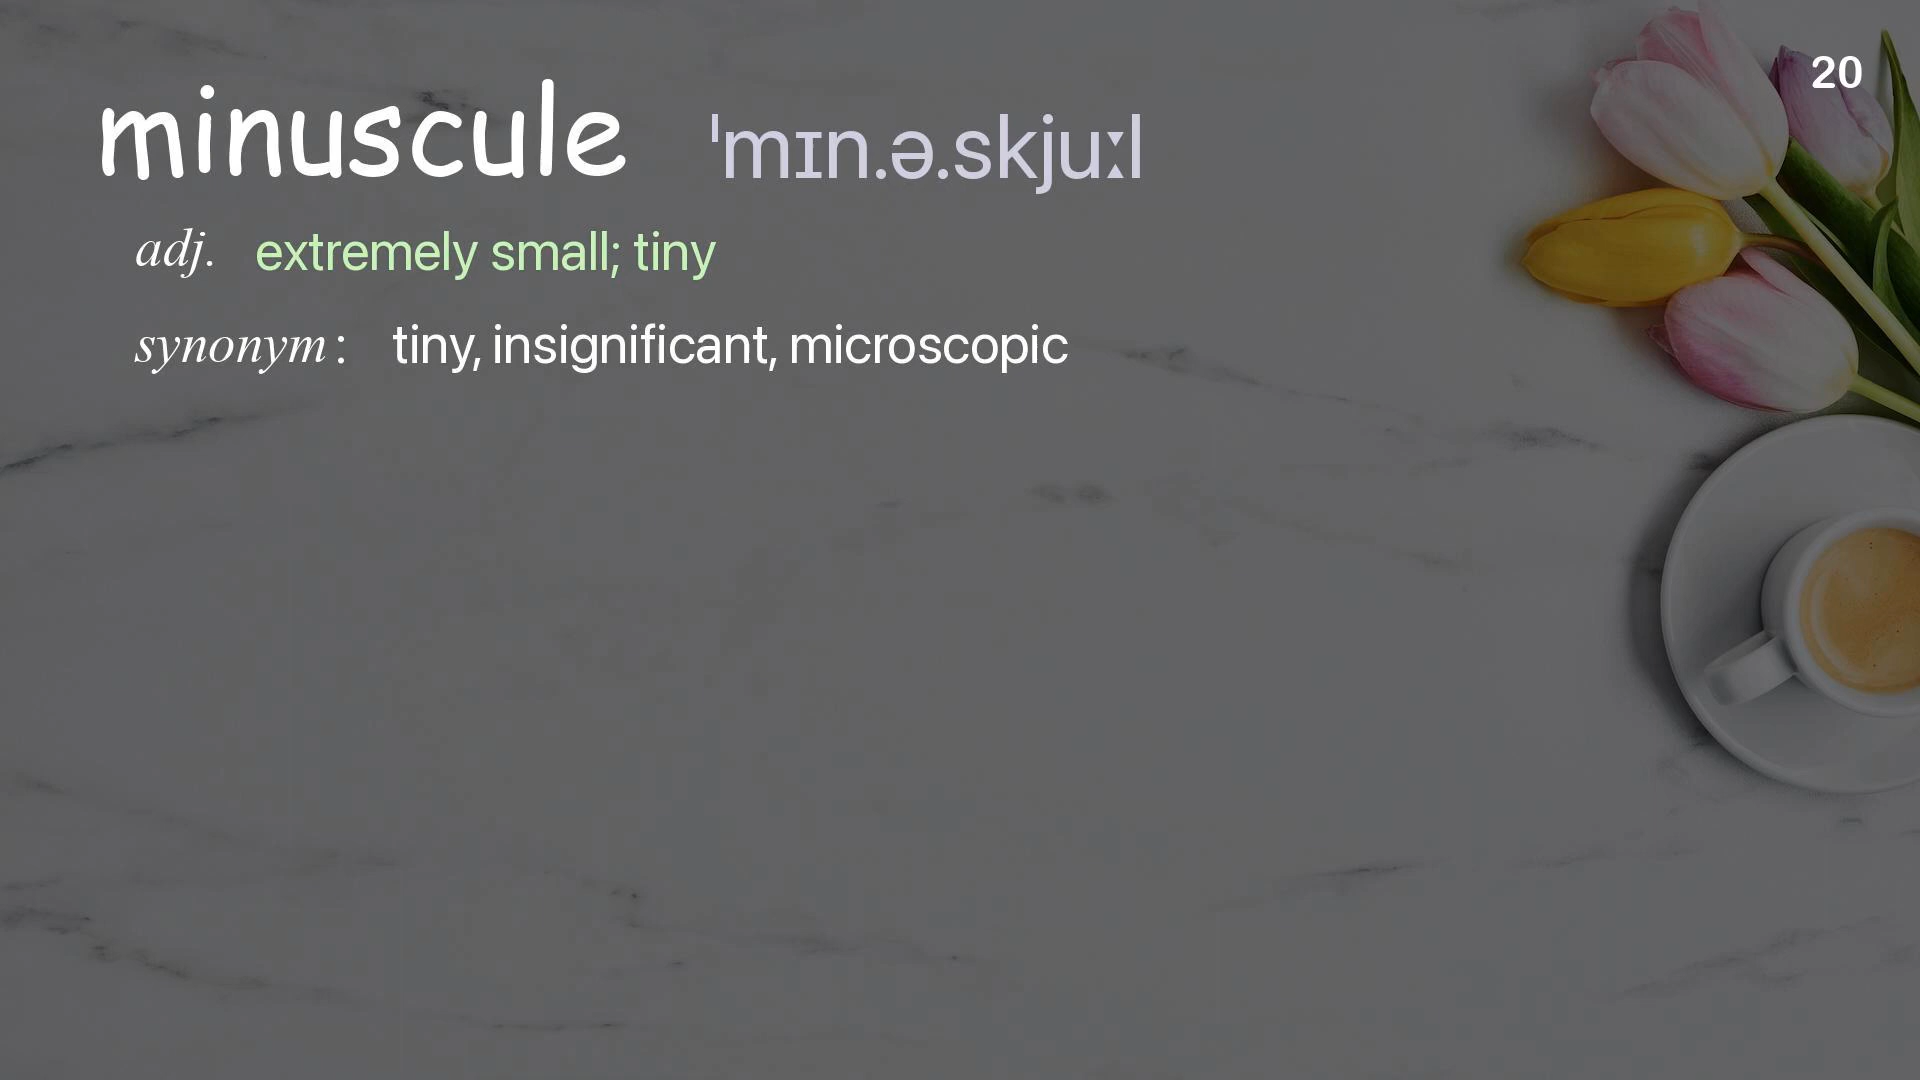 20
minuscule ˈmɪn.ə.skjuːl
adj. extremely small; tiny
synonym : tiny, insignificant, microscopic